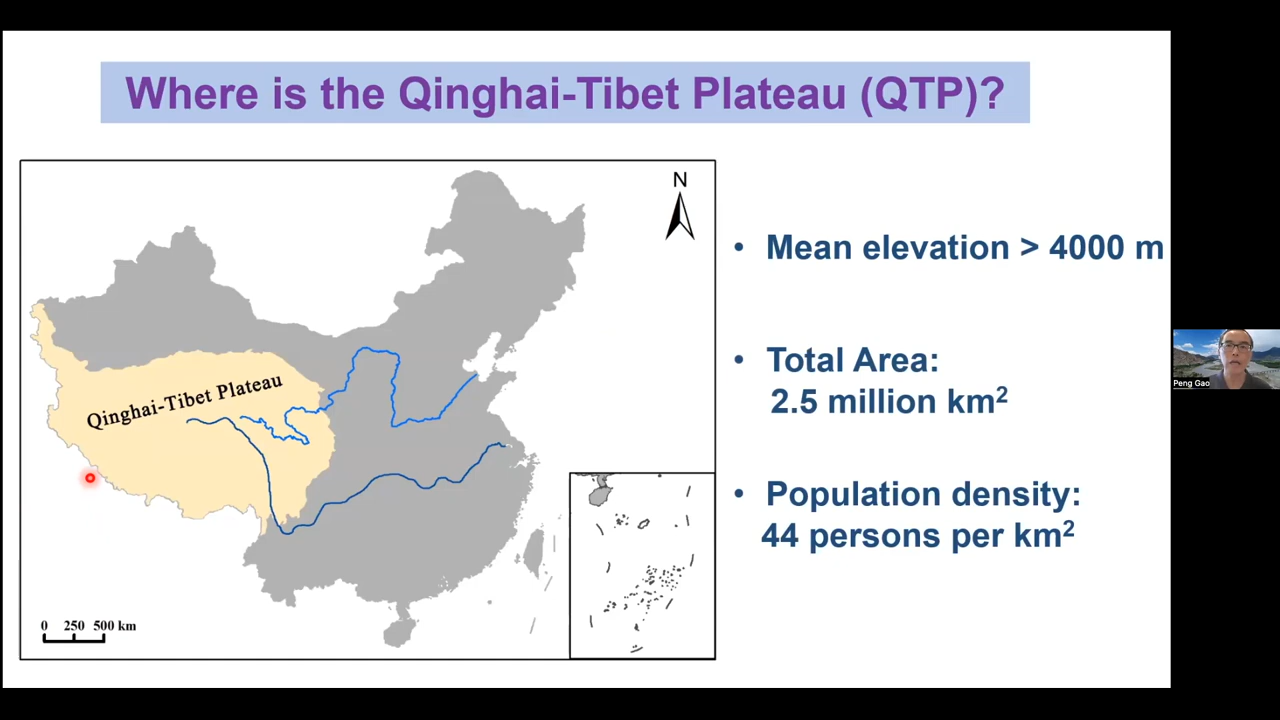 Where is the Qinghai-Tibet Plateau (QTP)?
N
Qinghai-Tibet Plateau
0 250 500 km
• Mean elevation > 4000 m
• Total Area:
2.5 million km²
• Population density:
44 persons per km²
Peng Gao